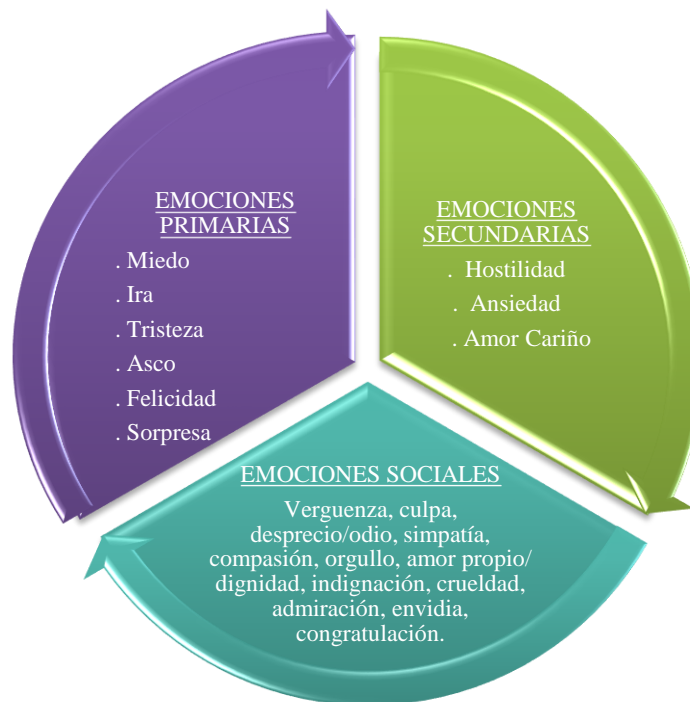 EMOCIONES
PRIMARIAS
. Miedo
. Ira
. Tristeza
. Asco
. Felicidad
. Sorpresa
EMOCIONES
SECUNDARIAS
. Hostilidad
. Ansiedad
. Amor Cariño
EMOCIONES SOCIALES
Verguenza, culpa,
desprecio/odio, simpatía,
compasión, orgullo, amor propio/
dignidad, indignación, crueldad,
admiración, envidia,
congratulación.